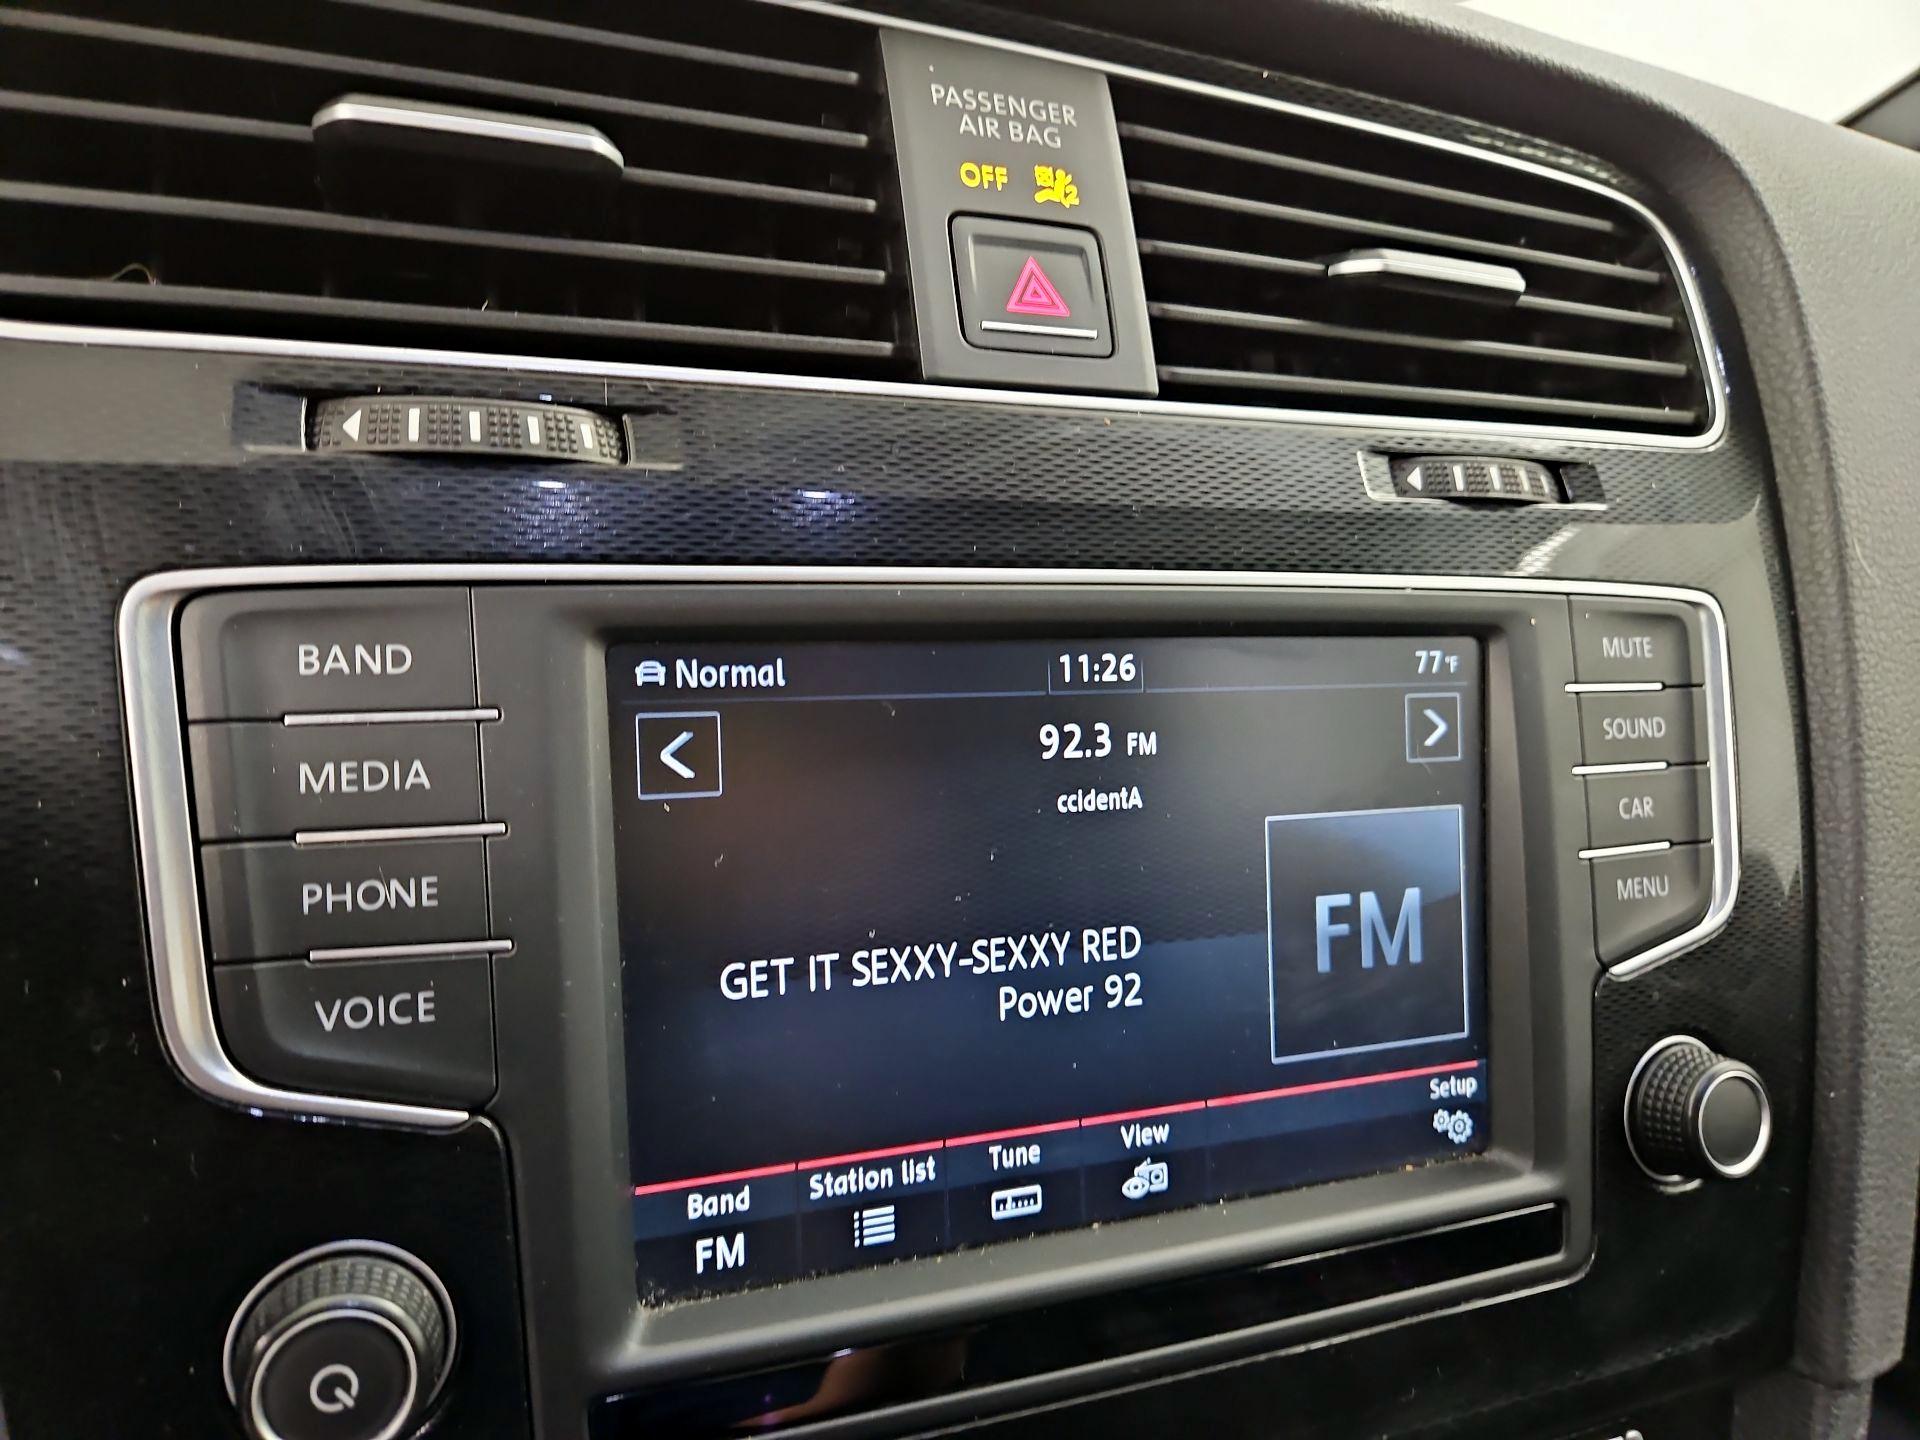 PASSENGER
AIR BAG
OFF
BAND
MEDIA
PHONE
VOICE
Normal
11:26
77°F
92.3 FM
ccidentA
GET IT SEXXY-SEXXY RED
Power 92
FM
Band
FM
Station list
Tune
View
Setup
MUTE
SOUND
CAR
MENU